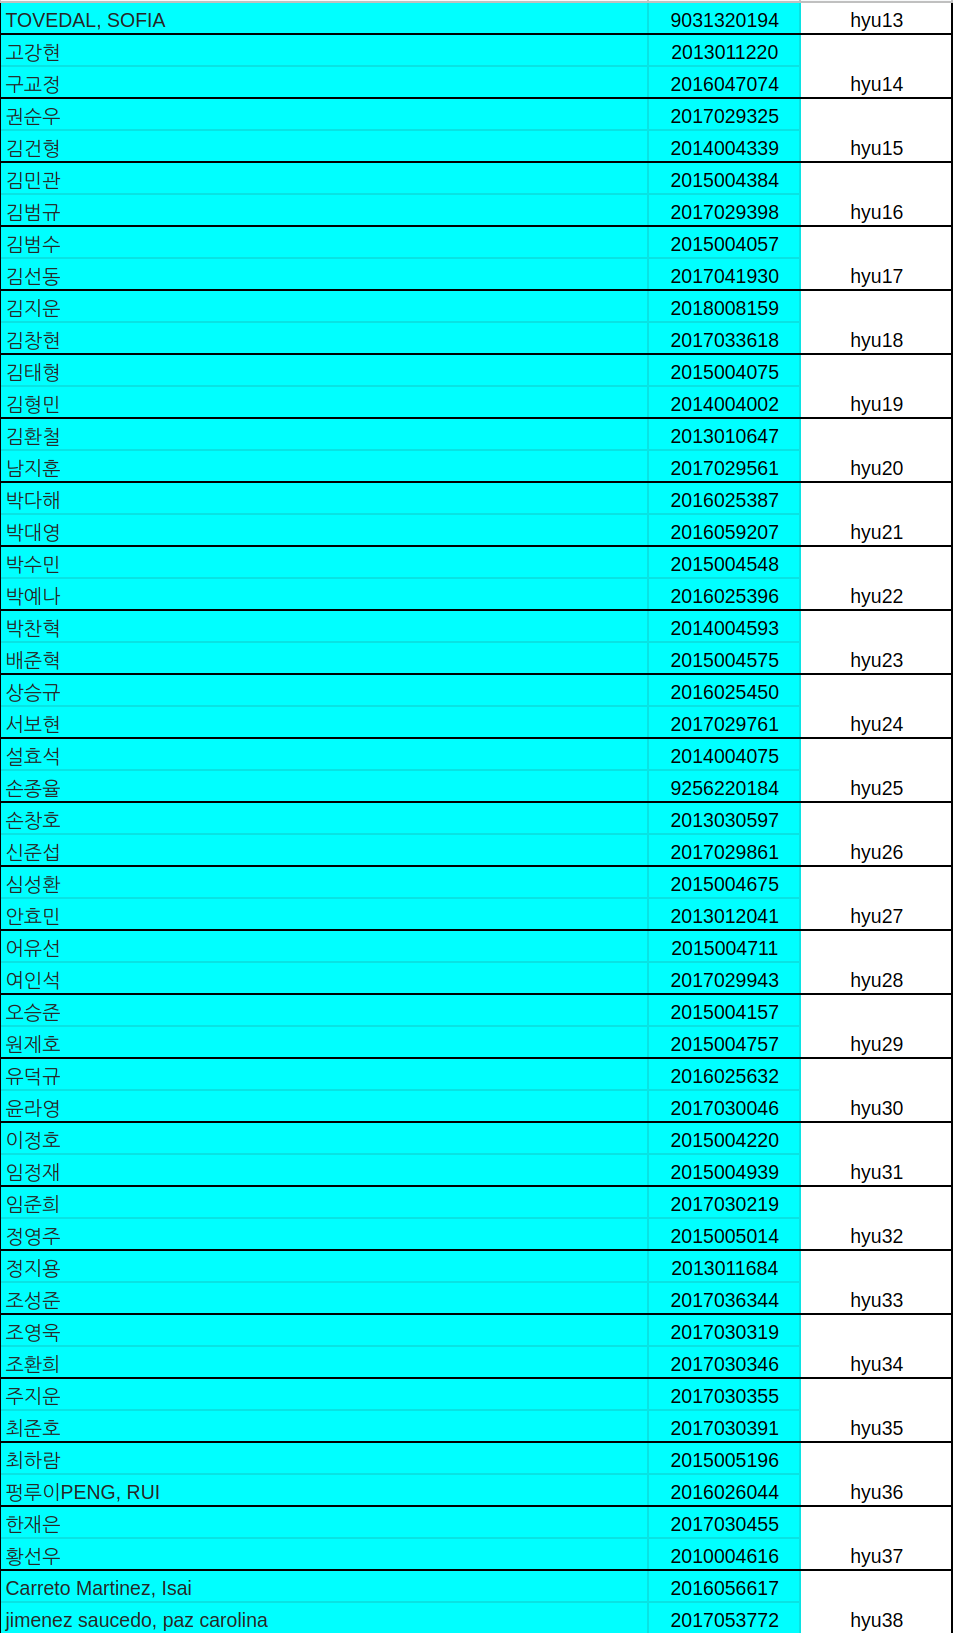 TOVEDAL, SOFIA 9031320194 hyu13
고강현 2013011220
구교정 2016047074 hyu14
권순우 2017029325
김건형 2014004339 hyu15
김민관 2015004384
김범규 2017029398 hyu16
김범수 2015004057
김선동 2017041930 hyu17
김지운 2018008159
김창현 2017033618 hyu18
김태형 2015004075
김형민 2014004002 hyu19
김환철 2013010647
남지훈 2017029561 hyu20
박다해 2016025387
박대영 2016059207 hyu21
박수민 2015004548
박예나 2016025396 hyu22
박찬혁 2014004593
배준혁 2015004575 hyu23
상승규 2016025450
서보현 2017029761 hyu24
설효석 2014004075
손종율 9256220184 hyu25
손창호 2013030597
신준섭 2017029861 hyu26
심성환 2015004675
안효민 2013012041 hyu27
어유선 2015004711
여인석 2017029943 hyu28
오승준 2015004157
원제호 2015004757 hyu29
유덕규 2016025632
윤라영 2017030046 hyu30
이정호 2015004220
임정재 2015004939 hyu31
임준희 2017030219
정영주 2015005014 hyu32
정지용 2013011684
조성준 2017036344 hyu33
조영욱 2017030319
조환희 2017030346 hyu34
주지운 2017030355
최준호 2017030391 hyu35
최하람 2015005196
펑루이PENG, RUI 2016026044 hyu36
한재은 2017030455
황선우 2010004616 hyu37
Carreto Martinez, Isai 2016056617
jimenez saucedo, paz carolina 2017053772 hyu38